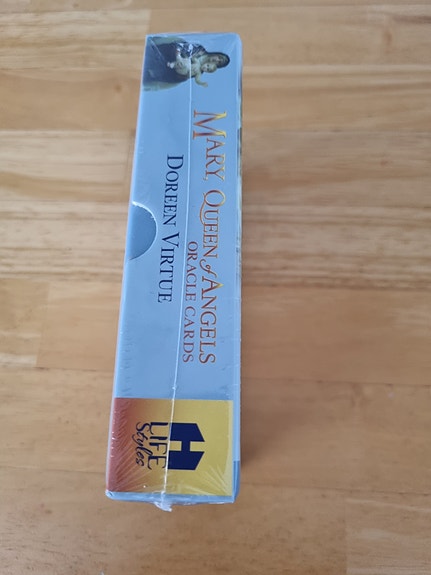 MARY QUEEN of ANGELS
ORACLE CARDS
DOREEN VIRTUE
H
LIFE
Styles